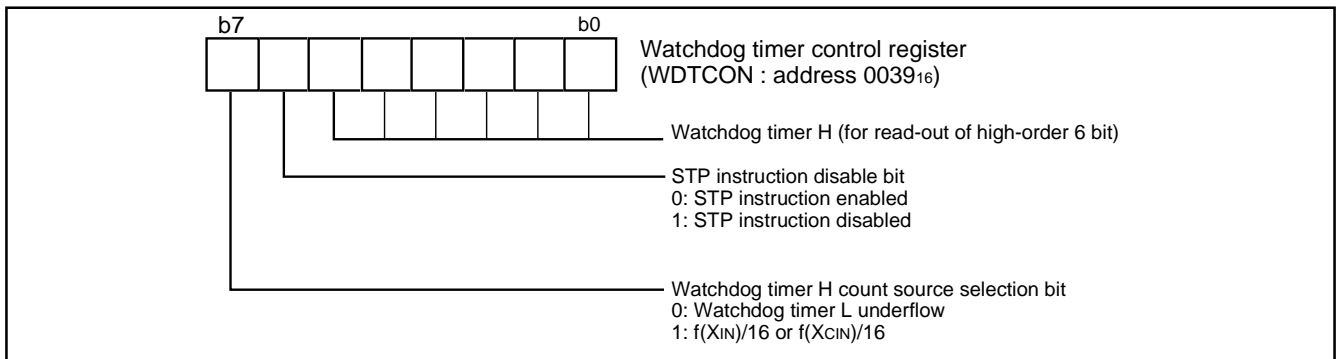 b7
b0
Watchdog timer control register
(WDTCON : address 003916)
Watchdog timer H (for read-out of high-order 6 bit)
STP instruction disable bit
0: STP instruction enabled
1: STP instruction disabled
Watchdog timer H count source selection bit
0: Watchdog timer L underflow
1: f(XIN)/16 or f(XCIN)/16